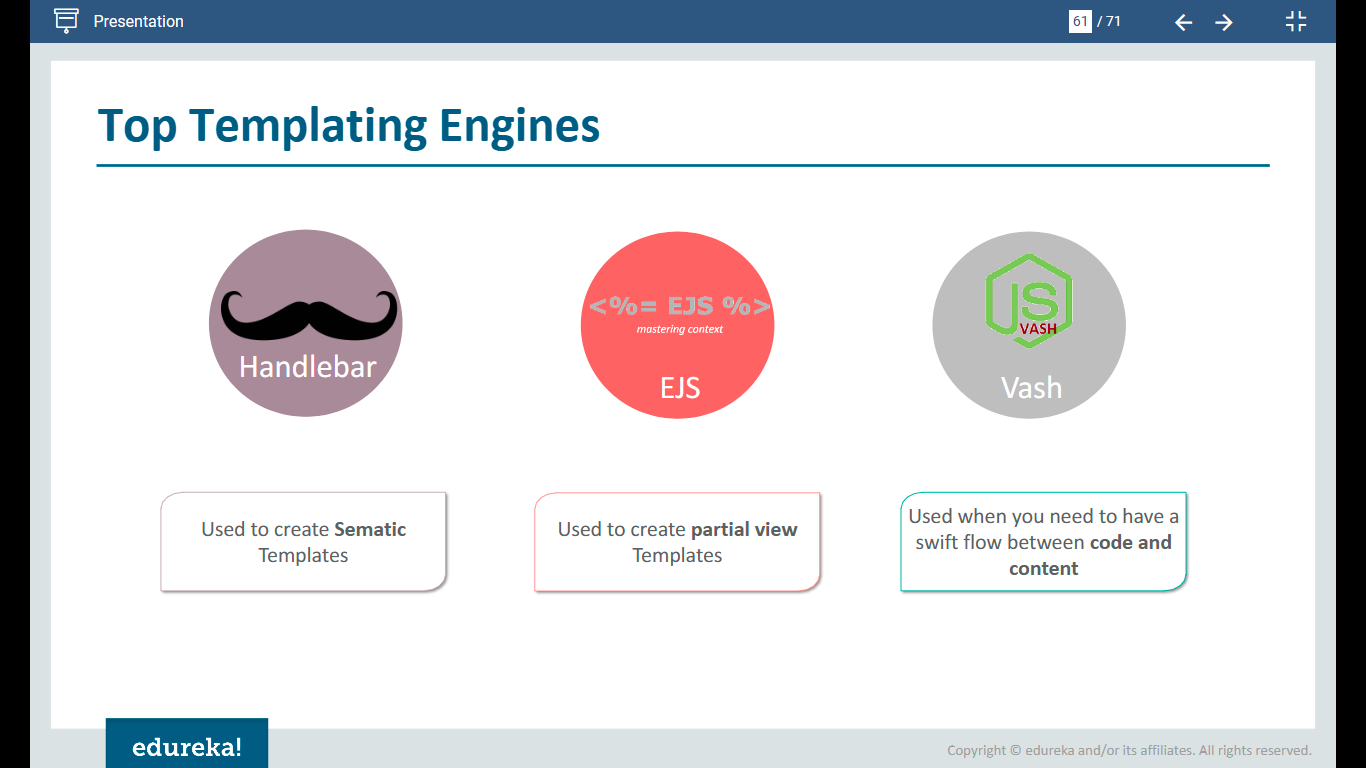 Presentation
61 / 71
Top Templating Engines
Handlebar
<%= EJS %>
mastering context
EJS
JS
VASH
Vash
Used to create Sematic
Templates
Used to create partial view
Templates
Used when you need to have a
swift flow between code and
content
edureka!
Copyright © edureka and/or its affiliates. All rights reserved.